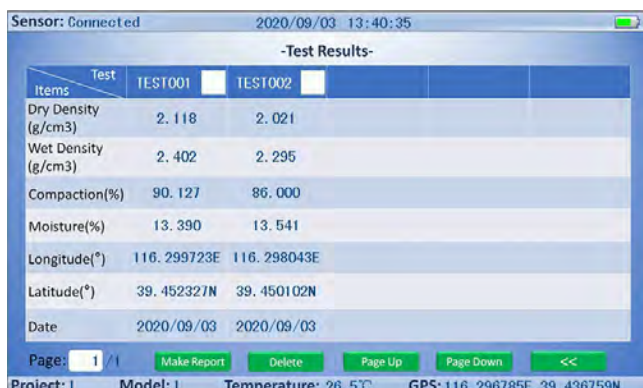 Sensor: Connected 2020/09/03 13:40:35
-Test Results-
Test
Items TEST001 TEST002
Dry Density
(g/cm3) 2.118 2.021
Wet Density
(g/cm3) 2.402 2.295
Compaction(%) 90.127 86.000
Moisture(%) 13.390 13.541
Longitude(°) 116.299723E 116.298043E
Latitude(°) 39.452327N 39.450102N
Date 2020/09/03 2020/09/03
Page: 1 /1 Make Report Delete Page Up Page Down <<
Project: Model: Temperature: 26.5℃ GPS: 116.296785E 39.436759N